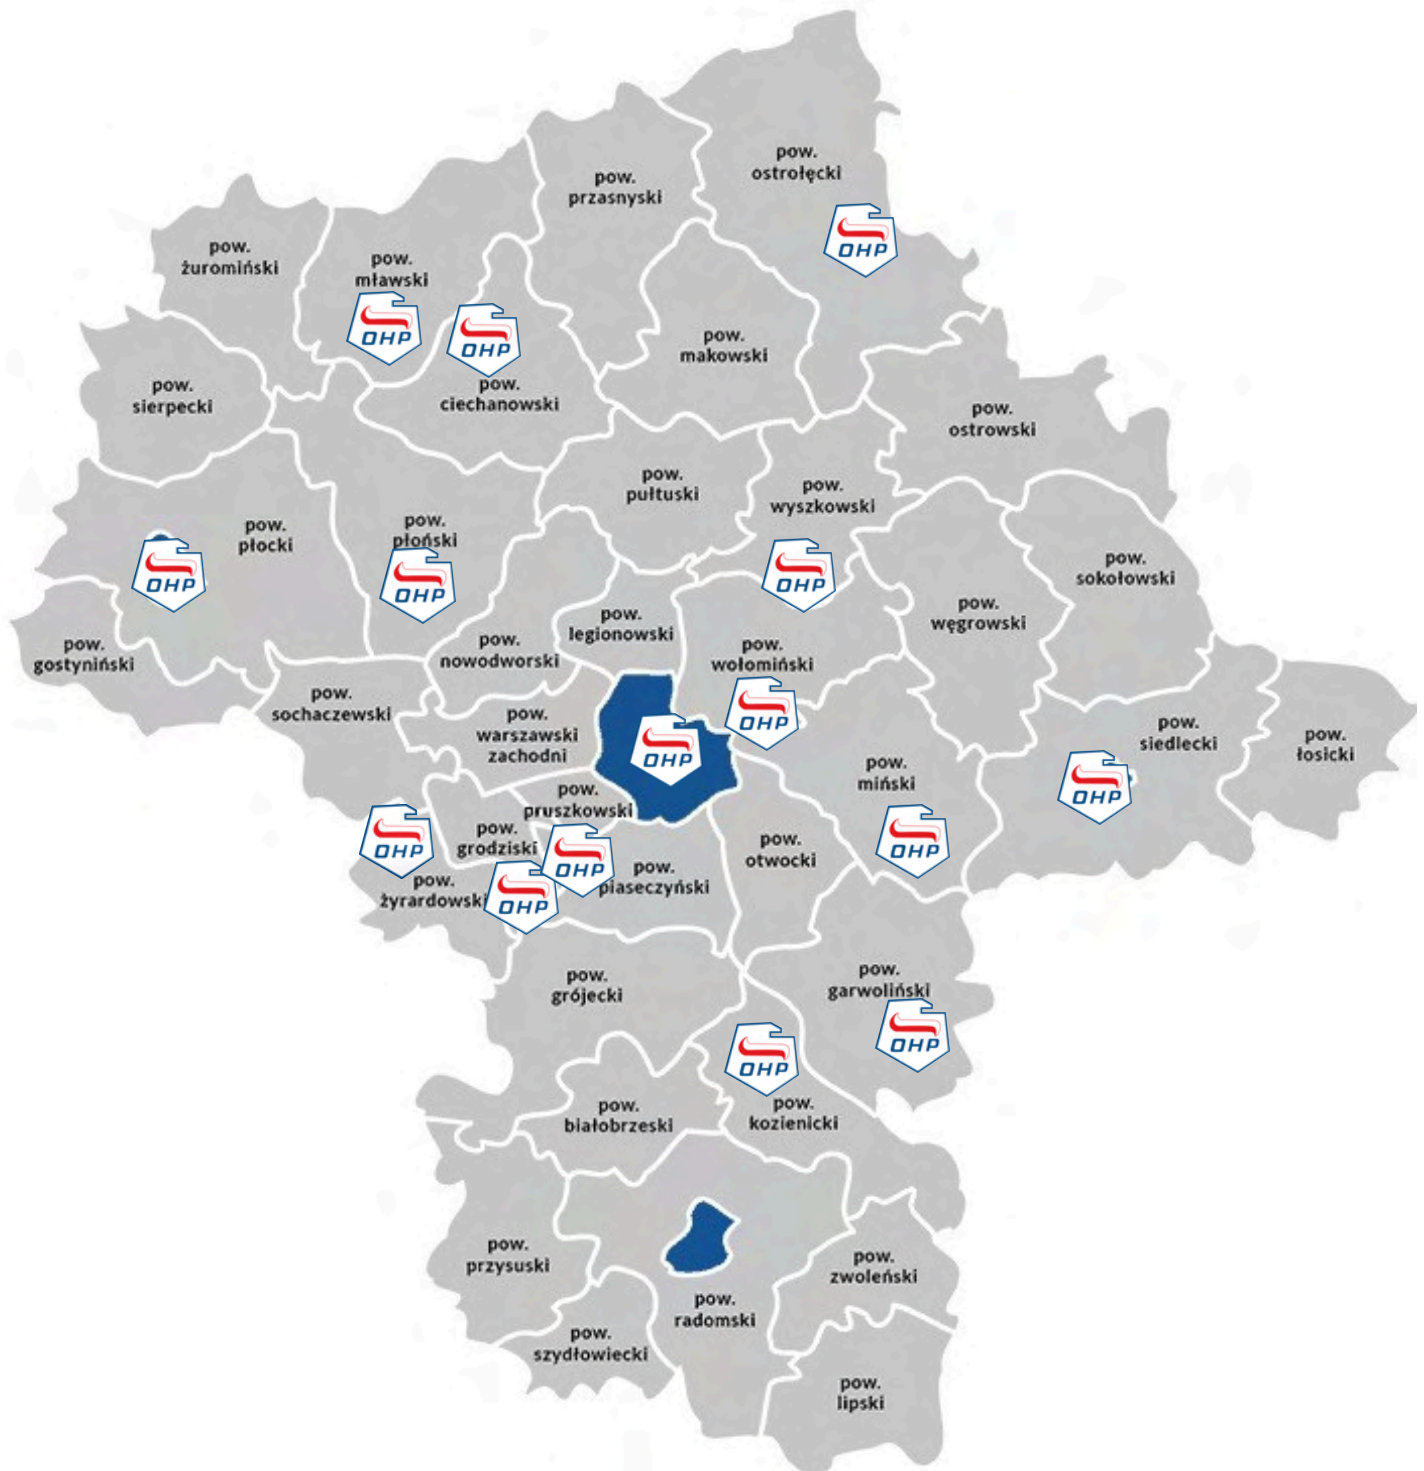 pow.
ostrołęcki
pow.
przasnyski
OHP
pow.
żuromiński
pow.
mławski
OHP
OHP
pow.
makowski
pow.
sierpecki
pow.
ciechanowski
pow.
ostrowski
pow.
pułtuski
pow.
wyszkowski
pow.
płocki
pow.
płoński
OHP
OHP
OHP
pow.
sokołowski
pow.
węgrowski
pow.
legionowski
pow.
gostyniński
pow.
nowodworski
pow.
wołomiński
OHP
pow.
sochaczewski
pow.
warszawski
zachodni
OHP
pow.
siedlecki
pow.
łosicki
pow.
miński
OHP
pow.
pruszkowski
OHP
pow.
grodziski
OHP
pow.
otwocki
OHP
pow.
żyrardowski
OHP
pow.
piaseczyński
pow.
grójecki
pow.
garwoliński
OHP
OHP
pow.
białobrzeski
pow.
kozienicki
pow.
przysuski
pow.
zwoleński
pow.
radomski
pow.
szydłowiecki
pow.
lipski